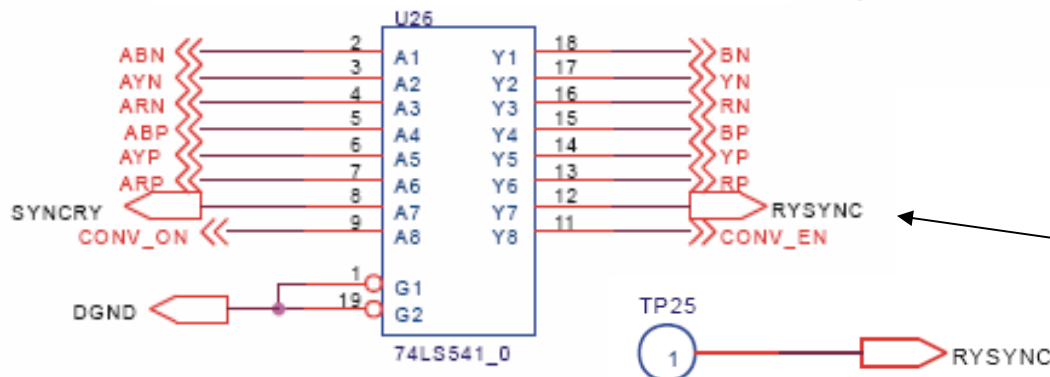 U26
ABN 2 A1 Y1 18 BN
AYN 3 A2 Y2 17 YN
ARN 4 A3 Y3 16 RN
ABP 5 A4 Y4 15 BP
AYP 6 A5 Y5 14 YP
ARP 7 A6 Y6 13 RP
SYNCRY 8 A7 Y7 12 RYSYNC
CONV_ON 9 A8 Y8 11 CONV_EN
1 G1
DGND 19 G2
74LS541_0
TP25
1 RYSYNC